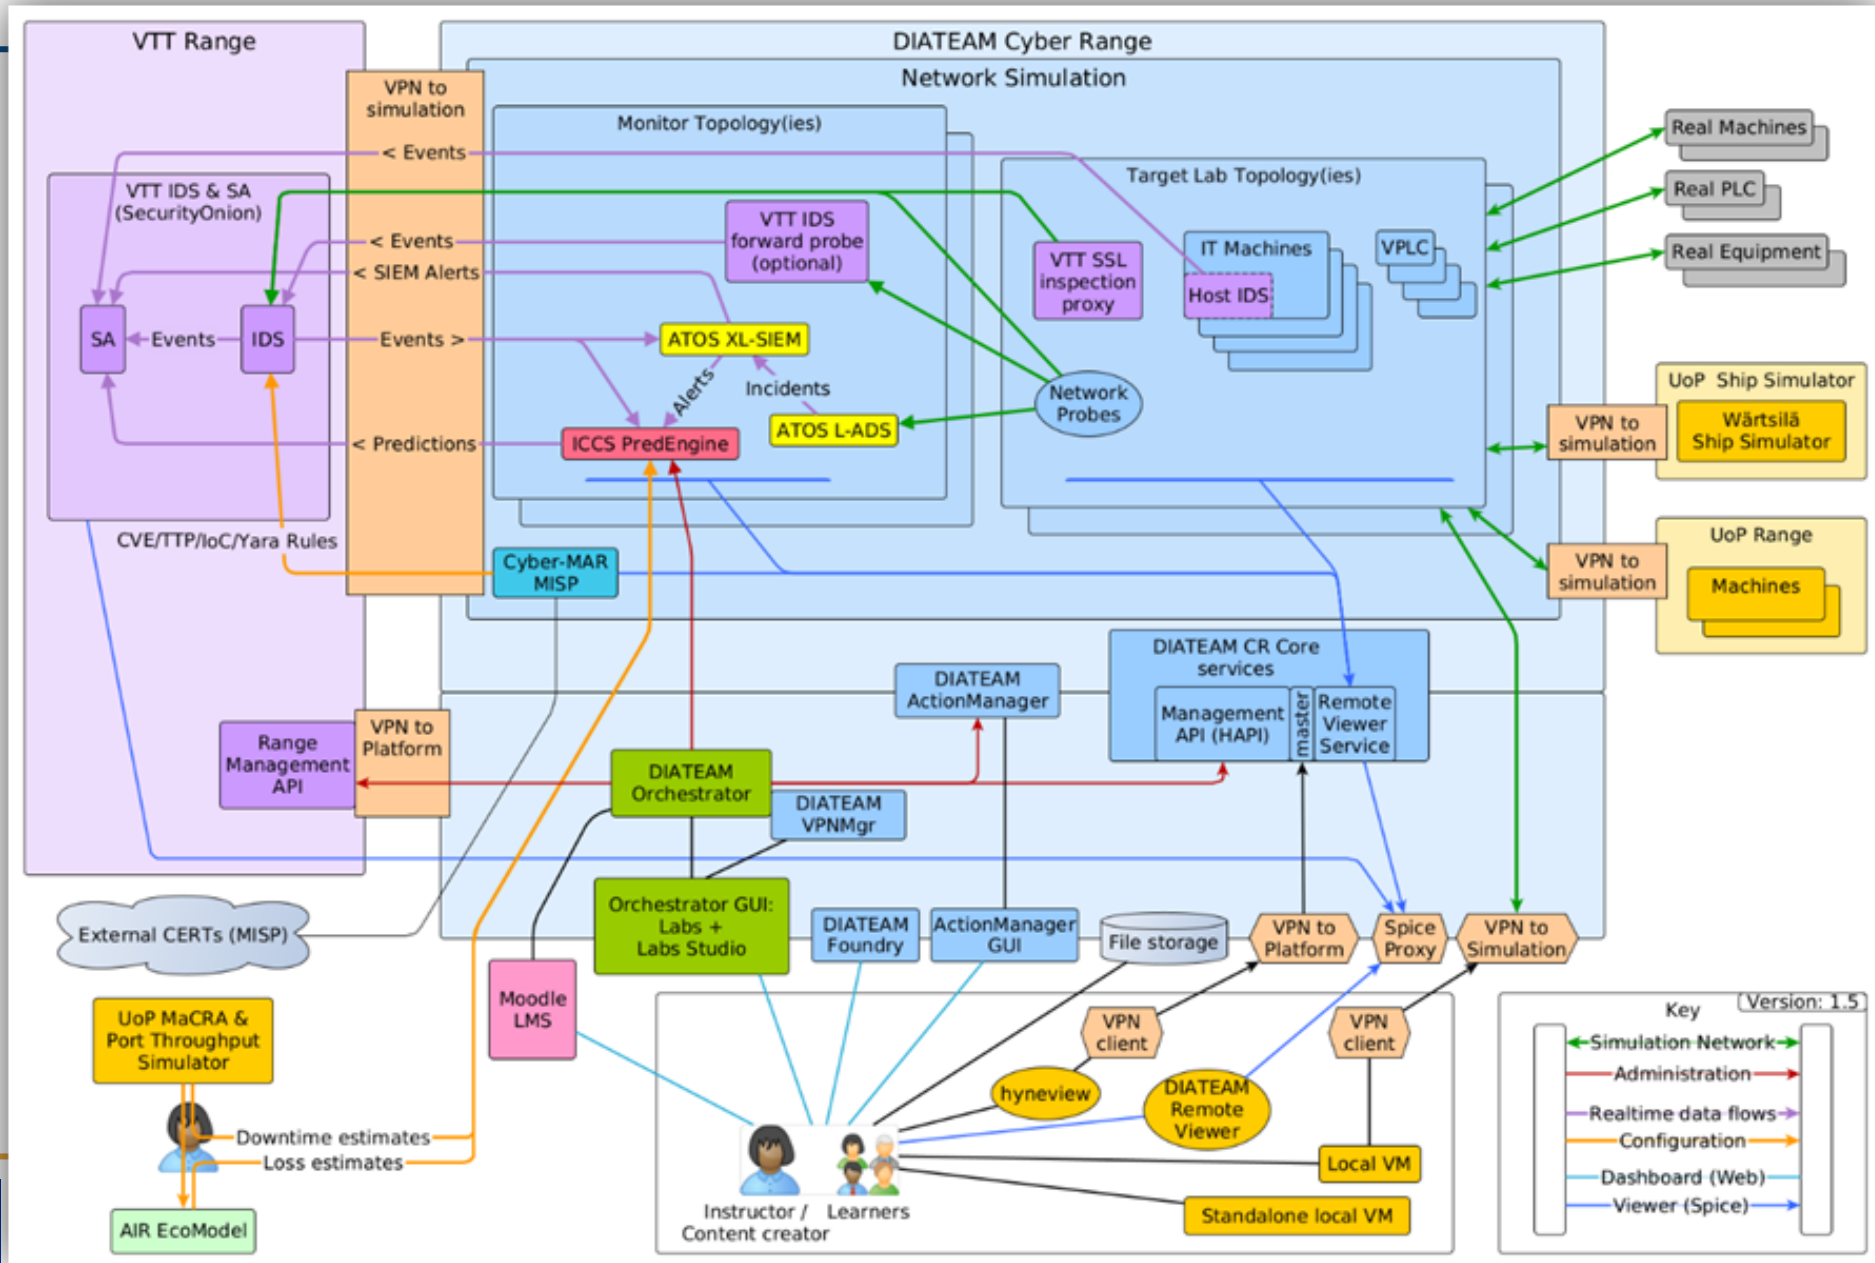 VTT Range
DIATEAM Cyber Range
Network Simulation
VPN to
simulation
Monitor Topology(ies)
< Events
Target Lab Topology(ies)
Real Machines
Real PLC
Real Equipment
VTT IDS & SA
(SecurityOnion)
VTT IDS
forward probe
(optional)
< Events
< SIEM Alerts
VTT SSL
inspection
proxy
IT Machines
Host IDS
VPLC
SA
Events
IDS
Events >
ATOS XL-SIEM
Alerts
Incidents
Network
Probes
ATOS L-ADS
< Predictions
ICCS PredEngine
UoP  Ship Simulator
Wärtsilä
Ship Simulator
VPN to
simulation
CVE/TTP/IoC/Yara Rules
Cyber-MAR
MISP
VPN to
simulation
UoP Range
Machines
DIATEAM CR Core
services
Management
API (HAPI)
master
Remote
Viewer
Service
DIATEAM
ActionManager
Range
Management
API
VPN to
Platform
DIATEAM
Orchestrator
DIATEAM
VPNMgr
External CERTs (MISP)
Orchestrator GUI:
Labs +
Labs Studio
DIATEAM
Foundry
ActionManager
GUI
File storage
VPN to
Platform
Spice
Proxy
VPN to
Simulation
Moodle
LMS
UoP MaCRA &
Port Throughput
Simulator
Downtime estimates
Loss estimates
AIR EcoModel
VPN
client
VPN
client
hyneview
DIATEAM
Remote
Viewer
Local VM
Standalone local VM
Instructor /
Content creator
Learners
Key
Version: 1.5
Simulation Network
Administration
Realtime data flows
Configuration
Dashboard (Web)
Viewer (Spice)